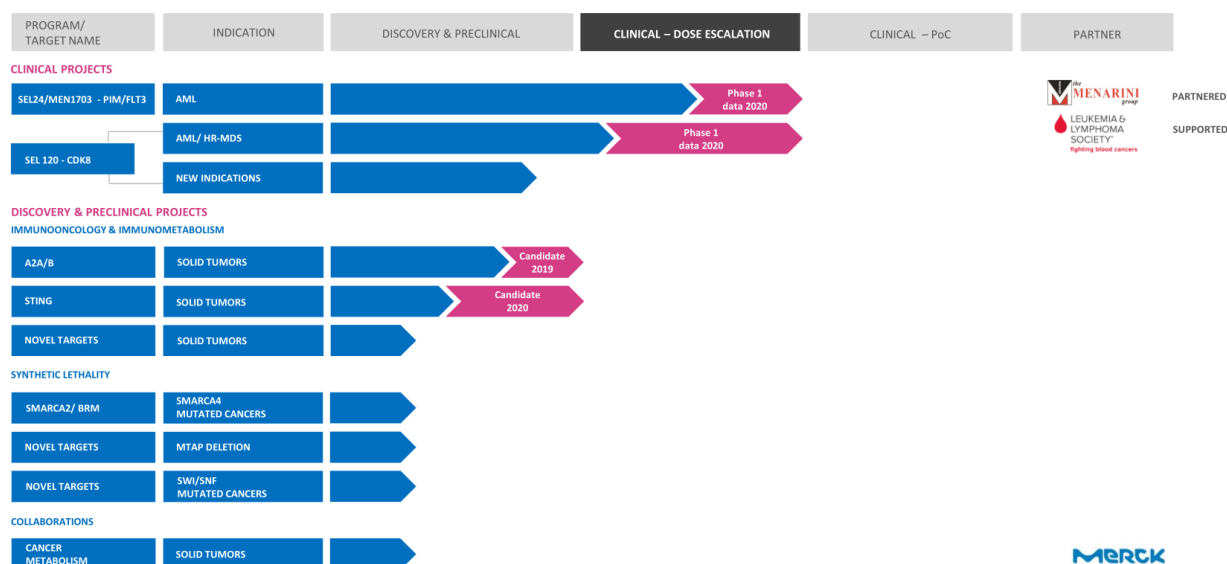 PROGRAM/
TARGET NAME
INDICATION
DISCOVERY & PRECLINICAL
CLINICAL – DOSE ESCALATION
CLINICAL – PoC
PARTNER
CLINICAL PROJECTS
SEL24/MEN1703 - PIM/FLT3
AML
Phase 1
data 2020
the
MENARINI
group
PARTNERED
SEL 120 - CDK8
AML/ HR-MDS
Phase 1
data 2020
LEUKEMIA &
LYMPHOMA
SOCIETY
fighting blood cancers
SUPPORTED
NEW INDICATIONS
DISCOVERY & PRECLINICAL PROJECTS
IMMUNOONCOLOGY & IMMUNOMETABOLISM
A2A/B
SOLID TUMORS
Candidate
2019
STING
SOLID TUMORS
Candidate
2020
NOVEL TARGETS
SOLID TUMORS
SYNTHETIC LETHALITY
SMARCA2/ BRM
SMARCA4
MUTATED CANCERS
NOVEL TARGETS
MTAP DELETION
NOVEL TARGETS
SWI/SNF
MUTATED CANCERS
COLLABORATIONS
CANCER
METABOLISM
SOLID TUMORS
MERCK